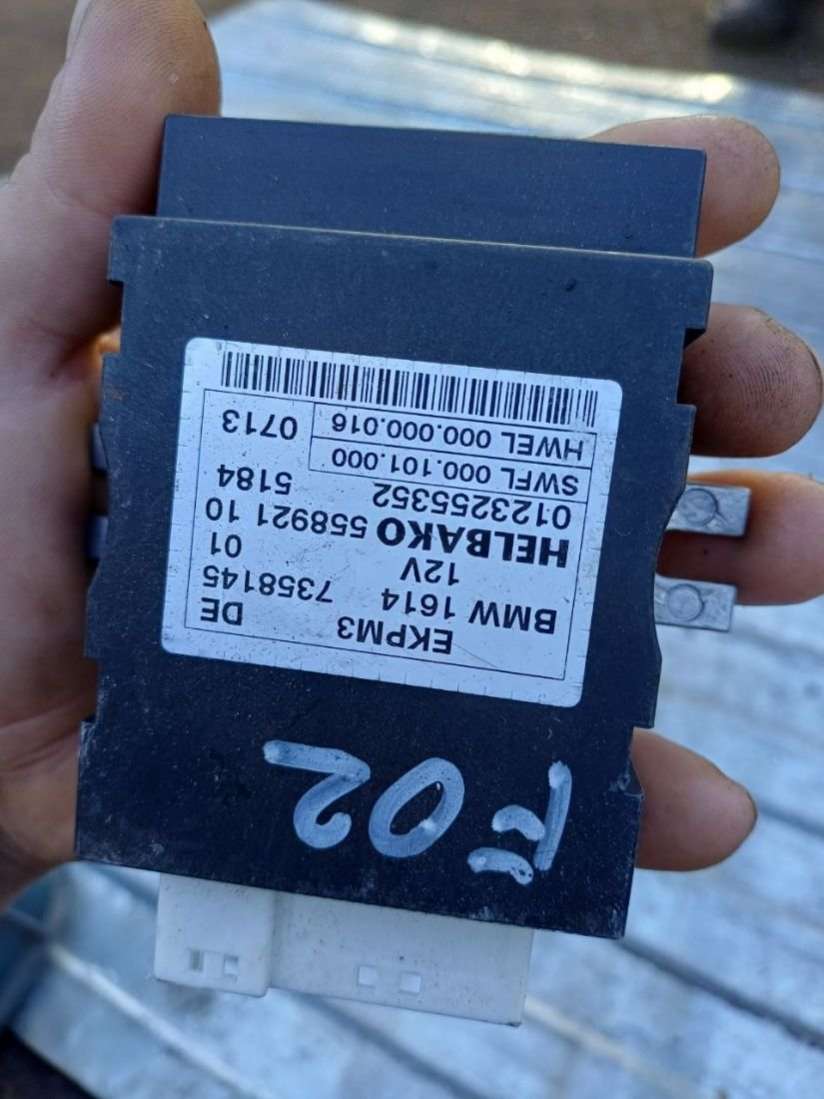 F02
EKPM3
DE
BMW 1614
7358145
12V
01
HELBAKO 558921 10
0123255352
5184
SWFL 000.101.000
HWEL 000.000.016
0713